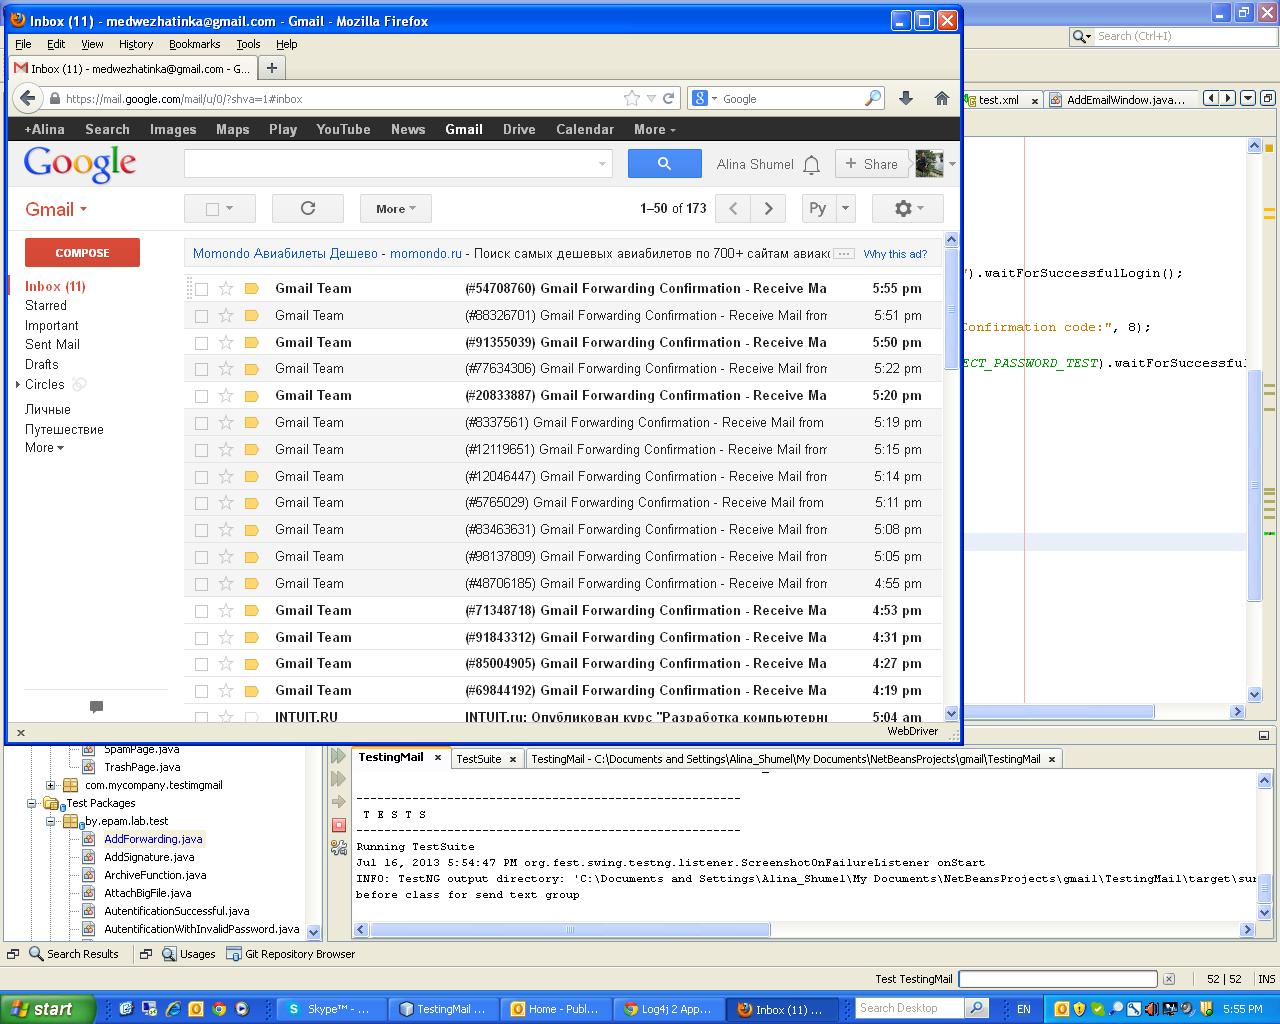 Inbox (11) - medwezhatinka@gmail.com - Gmail - Mozilla Firefox
File Edit View History Bookmarks Tools Help
Search (Ctrl+I)
Inbox (11) - medwezhatinka@gmail.com - G...
https://mail.google.com/mail/u/0/?shva=1#inbox
Google
test.xml AddEmailWindow.java...
+Alina Search Images Maps Play YouTube News Gmail Drive Calendar More
Google
Alina Shumel + Share
Gmail
More
1–50 of 173
Ру
COMPOSE
Momondo Авиабилеты Дешево - momondo.ru - Поиск самых дешевых авиабилетов по 700+ сайтам авиако ... Why this ad?
Inbox (11)
Starred
Important
Sent Mail
Drafts
Circles
Личные
Путешествие
More
Gmail Team (#54708760) Gmail Forwarding Confirmation - Receive Ma 5:55 pm
Gmail Team (#88326701) Gmail Forwarding Confirmation - Receive Mail from 5:51 pm
Gmail Team (#91355039) Gmail Forwarding Confirmation - Receive Ma 5:50 pm
Gmail Team (#77634306) Gmail Forwarding Confirmation - Receive Mail from 5:22 pm
Gmail Team (#20833887) Gmail Forwarding Confirmation - Receive Ma 5:20 pm
Gmail Team (#8337561) Gmail Forwarding Confirmation - Receive Mail from 5:19 pm
Gmail Team (#12119651) Gmail Forwarding Confirmation - Receive Mail from 5:15 pm
Gmail Team (#12046447) Gmail Forwarding Confirmation - Receive Mail from 5:14 pm
Gmail Team (#5765029) Gmail Forwarding Confirmation - Receive Mail from 5:11 pm
Gmail Team (#83463631) Gmail Forwarding Confirmation - Receive Mail from 5:08 pm
Gmail Team (#98137809) Gmail Forwarding Confirmation - Receive Mail from 5:05 pm
Gmail Team (#48706185) Gmail Forwarding Confirmation - Receive Mail from 4:55 pm
Gmail Team (#71348718) Gmail Forwarding Confirmation - Receive Ma 4:53 pm
Gmail Team (#91843312) Gmail Forwarding Confirmation - Receive Ma 4:31 pm
Gmail Team (#85004905) Gmail Forwarding Confirmation - Receive Ma 4:27 pm
Gmail Team (#69844192) Gmail Forwarding Confirmation - Receive Ma 4:19 pm
INTUIT.RU INTUIT.ru: Опубликован курс "Разработка компьютерны 5:04 am
).waitForSuccessfulLogin();
Confirmation code:", 8);
ECT_PASSWORD_TEST).waitForSuccessful
WebDriver
SpamPage.java
TrashPage.java
com.mycompany.testimgmail
Test Packages
by.epam.lab.test
AddForwarding.java
AddSignature.java
ArchiveFunction.java
AttachBigFile.java
AutentificationSuccessful.java
AutentificationWithInvalidPassword.java
TestingMail TestSuite TestingMail - C:\Documents and Settings\Alina_Shumel\My Documents\NetBeansProjects\gmail\TestingMail
-------------------------------------------------------
T E S T S
-------------------------------------------------------
Running TestSuite
Jul 16, 2013 5:54:47 PM org.fest.swing.testng.listener.ScreenshotOnFailureListener onStart
INFO: TestNG output directory: 'C:\Documents and Settings\Alina_Shumel\My Documents\NetBeansProjects\gmail\TestingMail\target\sur
before class for send text group
Search Results Usages Git Repository Browser
Test TestingMail 52 | 52 INS
start Skype™ - ... TestingMail ... Home - Publ... Log4j 2 App... Inbox (11) ... Search Desktop EN 5:55 PM